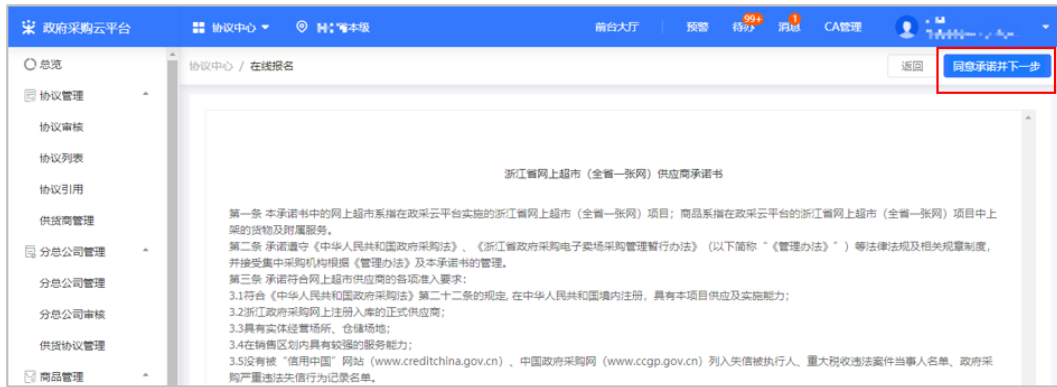 政府采购云平台
协议中心
省本级
前台大厅
预警
待办
99+
消息
1
CA管理
总览
协议中心 / 在线报名
返回
同意承诺并下一步
协议管理
协议审核
协议列表
协议引用
供货商管理
分总公司管理
分总公司管理
分总公司审核
供货协议管理
商品管理
浙江省网上超市（全省一张网）供应商承诺书
第一条 本承诺书中的网上超市系指在政采云平台实施的浙江省网上超市（全省一张网）项目；商品系指在政采云平台的浙江省网上超市（全省一张网）项目中上
架的货物及附属服务。
第二条 承诺遵守《中华人民共和国政府采购法》、《浙江省政府采购电子卖场采购管理暂行办法》（以下简称“《管理办法》”）等法律法规及相关规章制度，
并接受集中采购机构根据《管理办法》及本承诺书的管理。
第三条 承诺符合网上超市供应商的各项准入要求：
3.1符合《中华人民共和国政府采购法》第二十二条的规定, 在中华人民共和国境内注册，具有本项目供应及实施能力；
3.2浙江政府采购网上注册入库的正式供应商；
3.3具有实体经营场所、仓储场地；
3.4在销售区划内具有较强的服务能力；
3.5没有被“信用中国”网站（www.creditchina.gov.cn）、中国政府采购网（www.ccgp.gov.cn）列入失信被执行人、重大税收违法案件当事人名单、政府采
购严重违法失信行为记录名单。